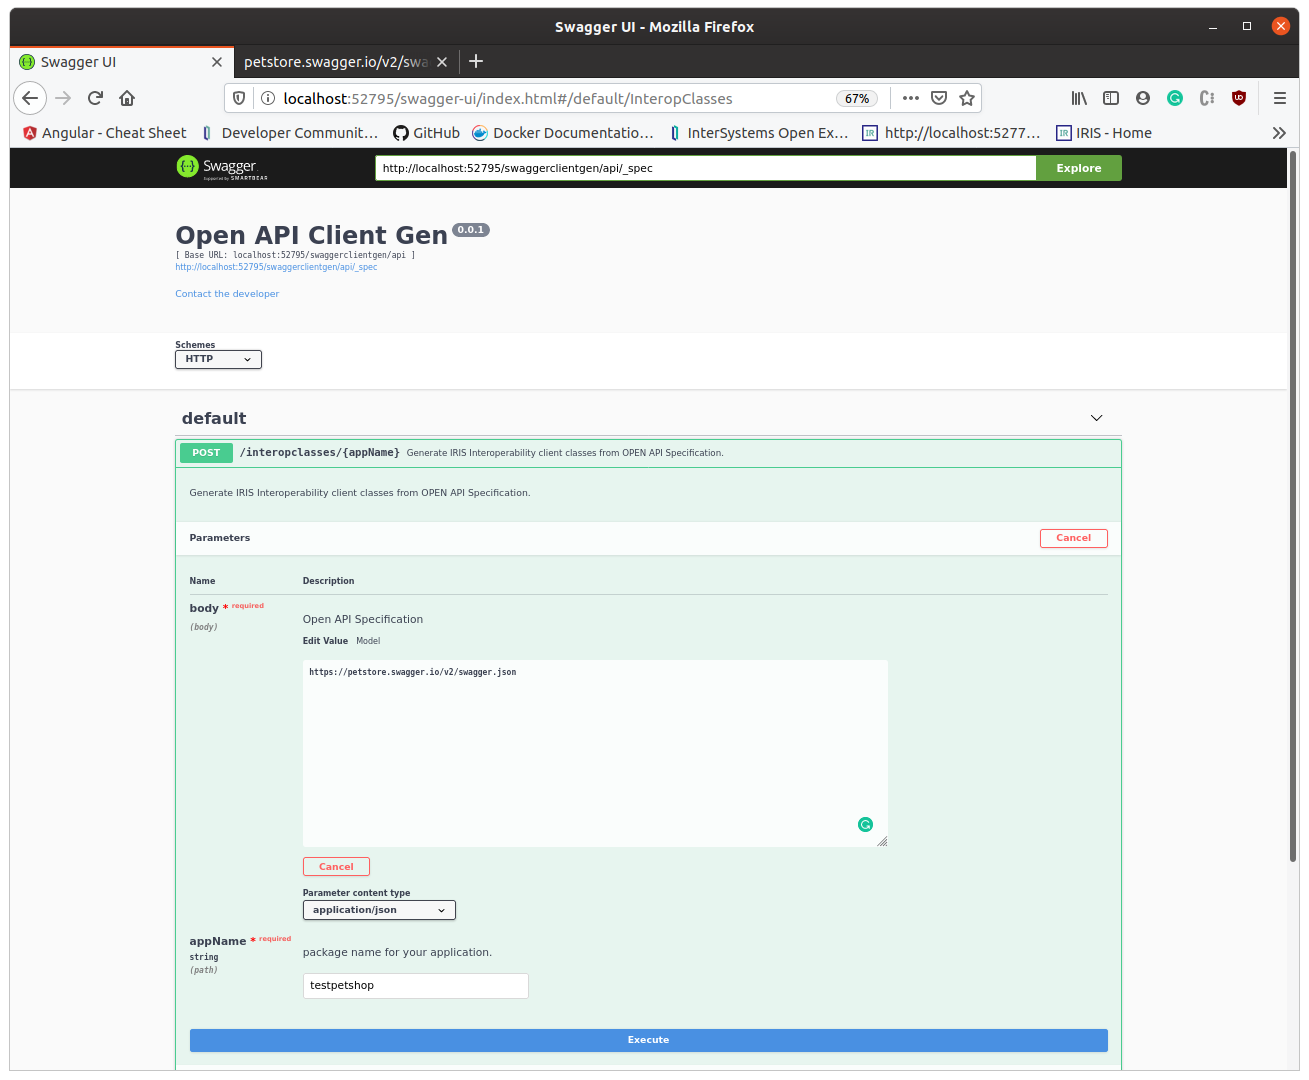 Swagger UI - Mozilla Firefox
Swagger UI
petstore.swagger.io/v2/swa
localhost:52795/swagger-ui/index.html#/default/InteropClasses
67%
Angular - Cheat Sheet
Developer Communit…
GitHub
Docker Documentatio…
InterSystems Open Ex…
IR
http://localhost:5277…
IR
IRIS - Home
Swagger
Supported by SMARTBEAR
http://localhost:52795/swaggerclientgen/api/_spec
Explore
Open API Client Gen 0.0.1
[ Base URL: localhost:52795/swaggerclientgen/api ]
http://localhost:52795/swaggerclientgen/api/_spec
Contact the developer
Schemes
HTTP
default
POST /interopclasses/{appName} Generate IRIS Interoperability client classes from OPEN API Specification.
Generate IRIS Interoperability client classes from OPEN API Specification.
Parameters
Cancel
Name Description
body * required
(body)
Open API Specification
Edit Value Model
https://petstore.swagger.io/v2/swagger.json
Cancel
Parameter content type
application/json
appName * required
string
(path)
package name for your application.
testpetshop
Execute